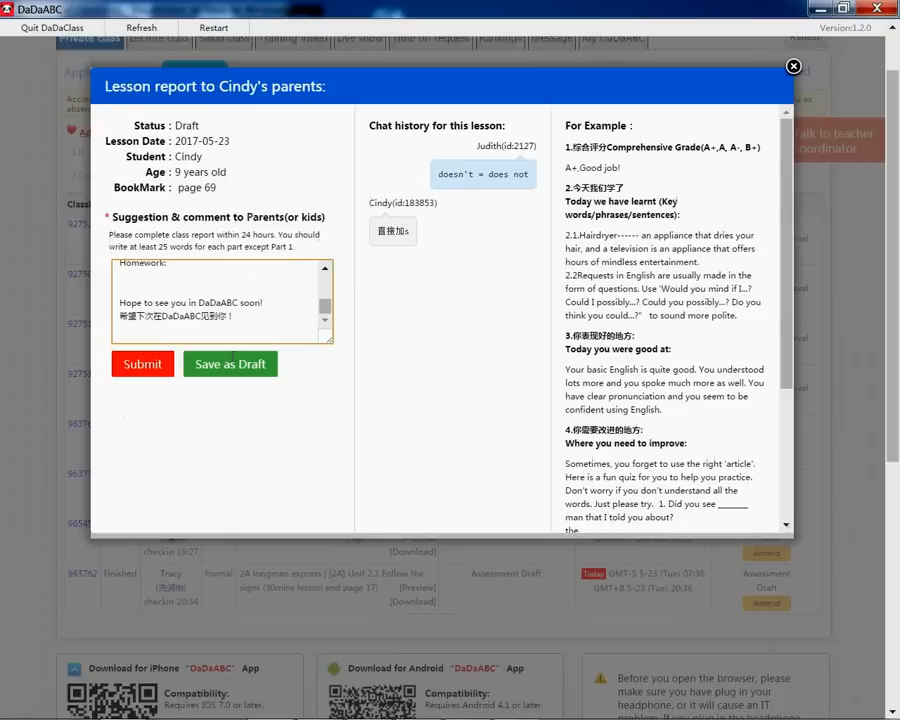 DaDaABC
Quit DaDaClass
Refresh
Restart
Version:1.2.0
Lesson report to Cindy's parents:
Status : Draft
Lesson Date : 2017-05-23
Student : Cindy
Age : 9 years old
BookMark : page 69
* Suggestion & comment to Parents(or kids)
Please complete class report within 24 hours. You should
write at least 25 words for each part except Part 1.
Homework:
Hope to see you in DaDaABC soon!
希望下次在DaDaABC见到你！
Submit
Save as Draft
Chat history for this lesson:
Judith(id:2127)
doesn't = does not
Cindy(id:183853)
直接加s
For Example：
1.综合评分Comprehensive Grade(A+,A, A-, B+)
A+,Good job!
2.今天我们学了
Today we have learnt (Key
words/phrases/sentences):
2.1.Hairdryer------ an appliance that dries your
hair, and a television is an appliance that offers
hours of mindless entertainment.
2.2Requests in English are usually made in the
form of questions. Use 'Would you mind if I...?
Could I possibly...? Could you possibly...? Do you
think you could...?" to sound more polite.
3.你表现好的地方:
Today you were good at:
Your basic English is quite good. You understood
lots more and you spoke much more as well. You
have clear pronunciation and you seem to be
confident using English.
4.你需要改进的地方:
Where you need to improve:
Sometimes, you forget to use the right 'article'.
Here is a fun quiz for you to help you practice.
Don't worry if you don't understand all the
words. Just please try. 1. Did you see ______
man that I told you about?
the
Talk to teacher
coordinator
checkin 19:27
[Download]
Amend
963762
Finished
Tracy
checkin 20:34
Formal
2A longman express | [2A] Unit 2.1 Follow the
signs (30mins lesson end page 17)
[Preview]
[Download]
Assessment Draft
Today GMT-5 5-23 (Tue) 07:36
GMT+8 5-23 (Tue) 20:36
Assessment
Draft
Amend
Download for iPhone "DaDaABC" App
Compatibility:
Requires IOS 7.0 or later.
Download for Android "DaDaABC" App
Compatibility:
Requires Android 4.1 or later.
Before you open the browser, please
make sure you have plug in your
headphone, or it will cause an IT